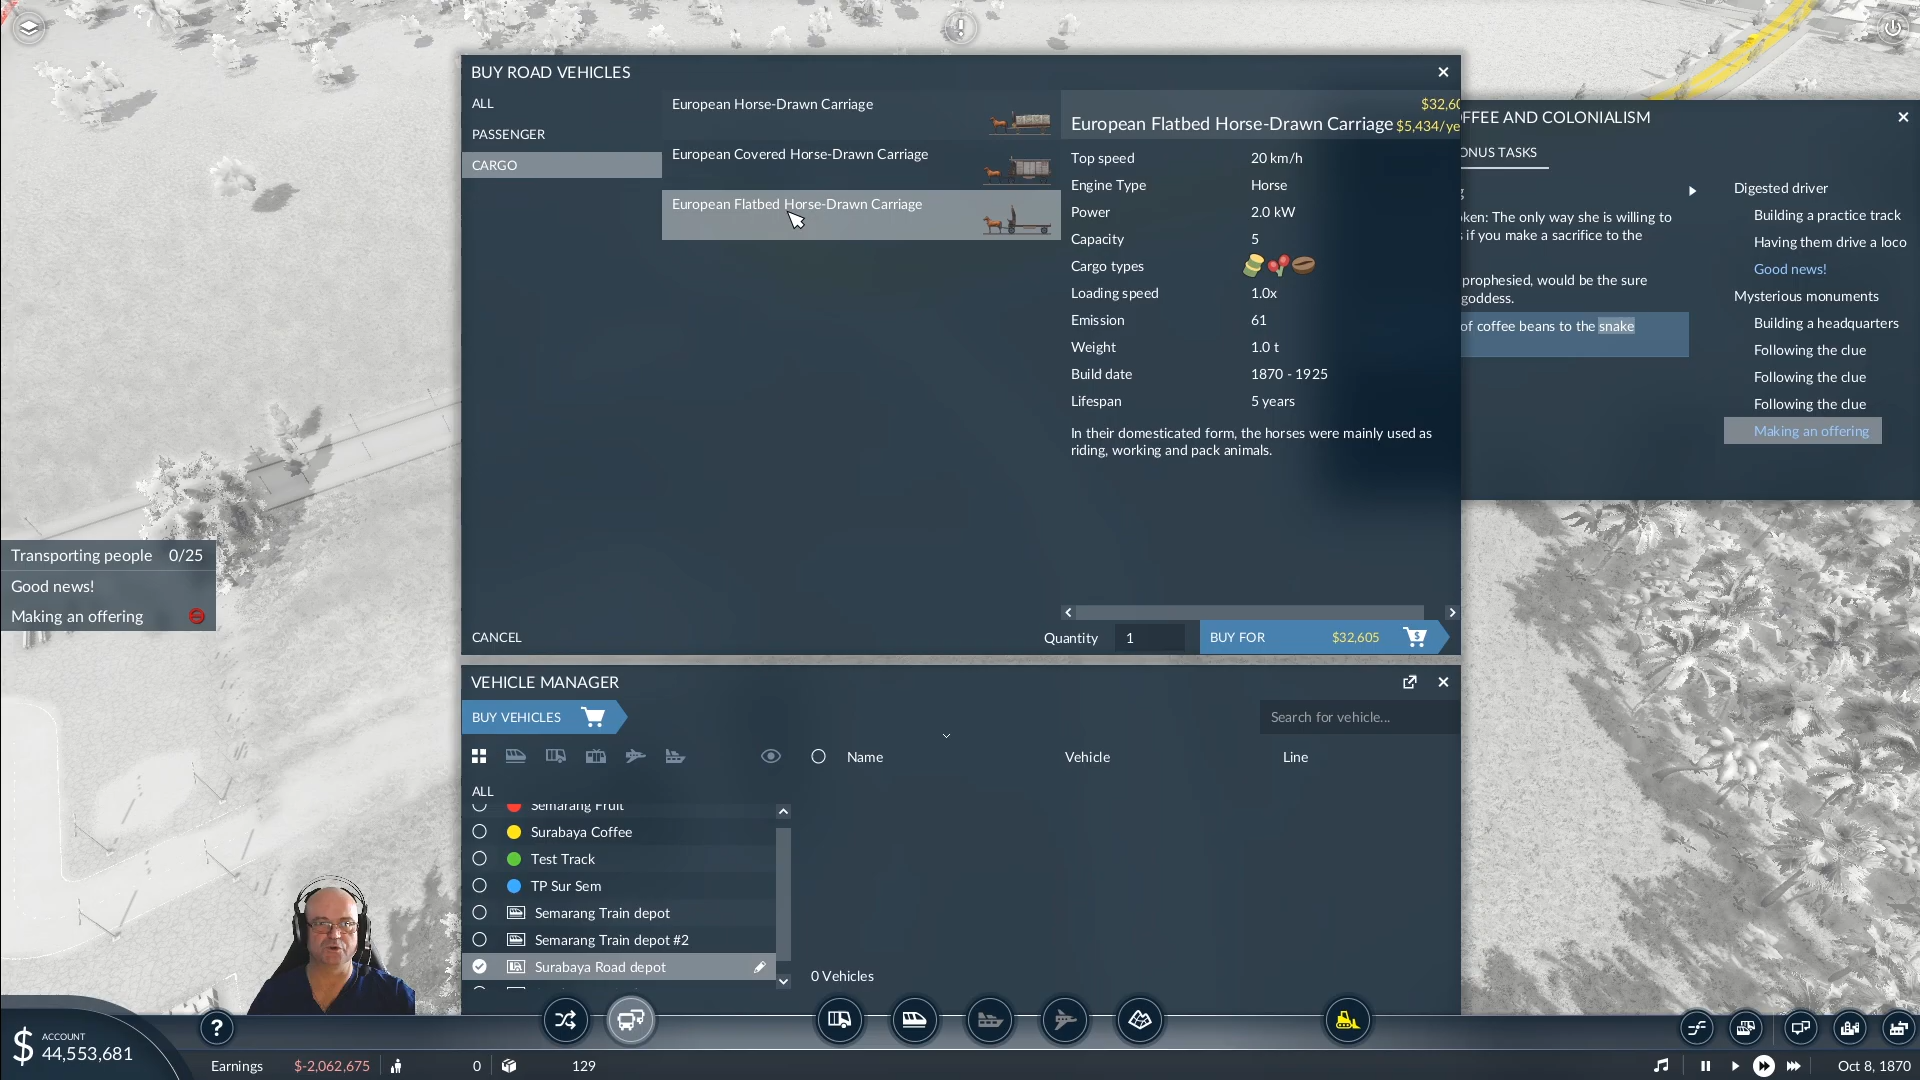 BUY ROAD VEHICLES
ALL
PASSENGER
CARGO
European Horse-Drawn Carriage
European Covered Horse-Drawn Carriage
European Flatbed Horse-Drawn Carriage
European Flatbed Horse-Drawn Carriage
$32,60
$5,434/ye
Top speed 20 km/h
Engine Type Horse
Power 2.0 kW
Capacity 5
Cargo types
Loading speed 1.0x
Emission 61
Weight 1.0 t
Build date 1870 - 1925
Lifespan 5 years
In their domesticated form, the horses were mainly used as
riding, working and pack animals.
CANCEL
Quantity 1
BUY FOR $32,605
FFEE AND COLONIALISM
ONUS TASKS
g
ken: The only way she is willing to
s if you make a sacrifice to the
prophesied, would be the sure
goddess.
of coffee beans to the snake
Digested driver
Building a practice track
Having them drive a loco
Good news!
Mysterious monuments
Building a headquarters
Following the clue
Following the clue
Following the clue
Making an offering
Transporting people 0/25
Good news!
Making an offering
VEHICLE MANAGER
BUY VEHICLES
Search for vehicle...
Name Vehicle Line
ALL
Semarang Fruit
Surabaya Coffee
Test Track
TP Sur Sem
Semarang Train depot
Semarang Train depot #2
Surabaya Road depot
0 Vehicles
$ ACCOUNT
44,553,681
?
Earnings $-2,062,675 0 129
Oct 8, 1870